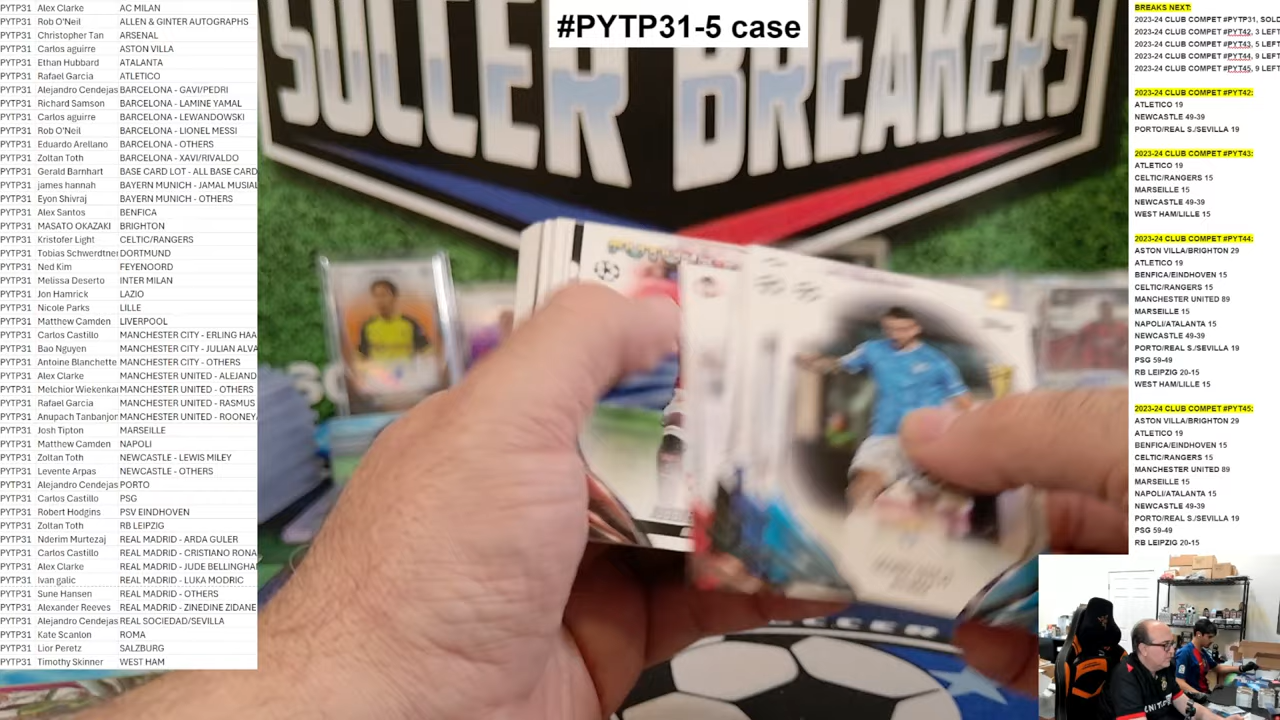 #PYTP31-5 case
SOCCER BREAKERS
PYTP31 Alex Clarke AC MILAN
PYTP31 Rob O'Neil ALLEN & GINTER AUTOGRAPHS
PYTP31 Christopher Tan ARSENAL
PYTP31 Carlos aguirre ASTON VILLA
PYTP31 Ethan Hubbard ATALANTA
PYTP31 Rafael Garcia ATLETICO
PYTP31 Alejandro Cendejas BARCELONA - GAVI/PEDRI
PYTP31 Richard Samson BARCELONA - LAMINE YAMAL
PYTP31 Carlos aguirre BARCELONA - LEWANDOWSKI
PYTP31 Rob O'Neil BARCELONA - LIONEL MESSI
PYTP31 Eduardo Arellano BARCELONA - OTHERS
PYTP31 Zoltan Toth BARCELONA - XAVI/RIVALDO
PYTP31 Gerald Barnhart BASE CARD LOT - ALL BASE CARD
PYTP31 james hannah BAYERN MUNICH - JAMAL MUSIAL
PYTP31 Eyon Shivraj BAYERN MUNICH - OTHERS
PYTP31 Alex Santos BENFICA
PYTP31 MASATO OKAZAKI BRIGHTON
PYTP31 Kristofer Light CELTIC/RANGERS
PYTP31 Tobias Schwerdtner DORTMUND
PYTP31 Ned Kim FEYENOORD
PYTP31 Melissa Deserto INTER MILAN
PYTP31 Jon Hamrick LAZIO
PYTP31 Nicole Parks LILLE
PYTP31 Matthew Camden LIVERPOOL
PYTP31 Carlos Castillo MANCHESTER CITY - ERLING HAA
PYTP31 Bao Nguyen MANCHESTER CITY - JULIAN ALVA
PYTP31 Antoine Blanchette MANCHESTER CITY - OTHERS
PYTP31 Alex Clarke MANCHESTER UNITED - ALEJAND
PYTP31 Melchior Wiekenka MANCHESTER UNITED - OTHERS
PYTP31 Rafael Garcia MANCHESTER UNITED - RASMUS
PYTP31 Anupach Tanbanjon MANCHESTER UNITED - ROONEY
PYTP31 Josh Tipton MARSEILLE
PYTP31 Matthew Camden NAPOLI
PYTP31 Zoltan Toth NEWCASTLE - LEWIS MILEY
PYTP31 Levente Arpas NEWCASTLE - OTHERS
PYTP31 Alejandro Cendejas PORTO
PYTP31 Carlos Castillo PSG
PYTP31 Robert Hodgins PSV EINDHOVEN
PYTP31 Zoltan Toth RB LEIPZIG
PYTP31 Nderim Murtezaj REAL MADRID - ARDA GULER
PYTP31 Carlos Castillo REAL MADRID - CRISTIANO RONA
PYTP31 Alex Clarke REAL MADRID - JUDE BELLINGHA
PYTP31 Ivan galic REAL MADRID - LUKA MODRIC
PYTP31 Sune Hansen REAL MADRID - OTHERS
PYTP31 Alexander Reeves REAL MADRID - ZINEDINE ZIDANE
PYTP31 Alejandro Cendejas REAL SOCIEDAD/SEVILLA
PYTP31 Kate Scanlon ROMA
PYTP31 Lior Peretz SALZBURG
PYTP31 Timothy Skinner WEST HAM
BREAKS NEXT:
2023-24 CLUB COMPET #PYTP31, SOLD
2023-24 CLUB COMPET #PYT42, 3 LEFT
2023-24 CLUB COMPET #PYT43, 5 LEFT
2023-24 CLUB COMPET #PYT44, 9 LEFT
2023-24 CLUB COMPET #PYT45, 9 LEFT
2023-24 CLUB COMPET #PYT42:
ATLETICO 19
NEWCASTLE 49-39
PORTO/REAL S./SEVILLA 19
2023-24 CLUB COMPET #PYT43:
ATLETICO 19
CELTIC/RANGERS 15
MARSEILLE 15
NEWCASTLE 49-39
WEST HAM/LILLE 15
2023-24 CLUB COMPET #PYT44:
ASTON VILLA/BRIGHTON 29
ATLETICO 19
BENFICA/EINDHOVEN 15
CELTIC/RANGERS 15
MANCHESTER UNITED 89
MARSEILLE 15
NAPOLI/ATALANTA 15
NEWCASTLE 49-39
PORTO/REAL S./SEVILLA 19
PSG 59-49
RB LEIPZIG 20-15
WEST HAM/LILLE 15
2023-24 CLUB COMPET #PYT45:
ASTON VILLA/BRIGHTON 29
ATLETICO 19
BENFICA/EINDHOVEN 15
CELTIC/RANGERS 15
MANCHESTER UNITED 89
MARSEILLE 15
NAPOLI/ATALANTA 15
NEWCASTLE 49-39
PORTO/REAL S./SEVILLA 19
PSG 59-49
RB LEIPZIG 20-15